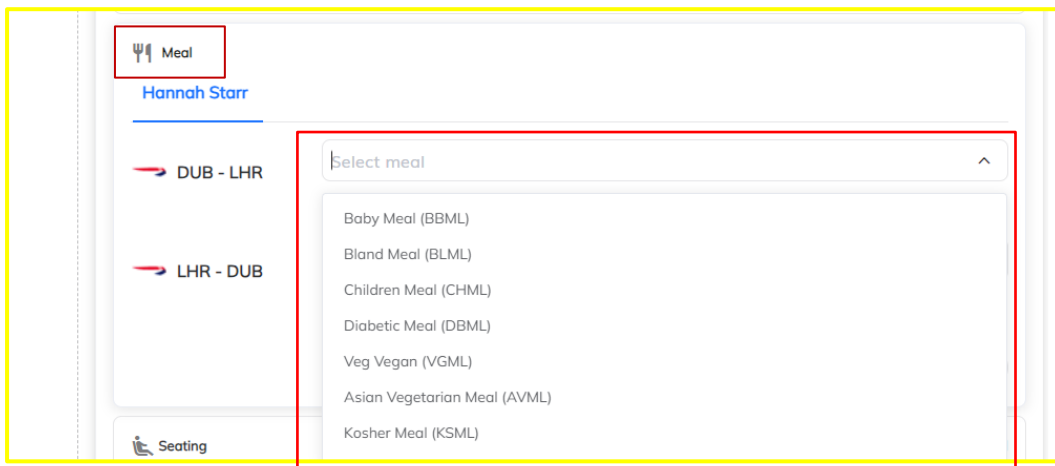 Meal
Hannah Starr
DUB - LHR
Select meal
Baby Meal (BBML)
Bland Meal (BLML)
LHR - DUB
Children Meal (CHML)
Diabetic Meal (DBML)
Veg Vegan (VGML)
Asian Vegetarian Meal (AVML)
Kosher Meal (KSML)
Seating